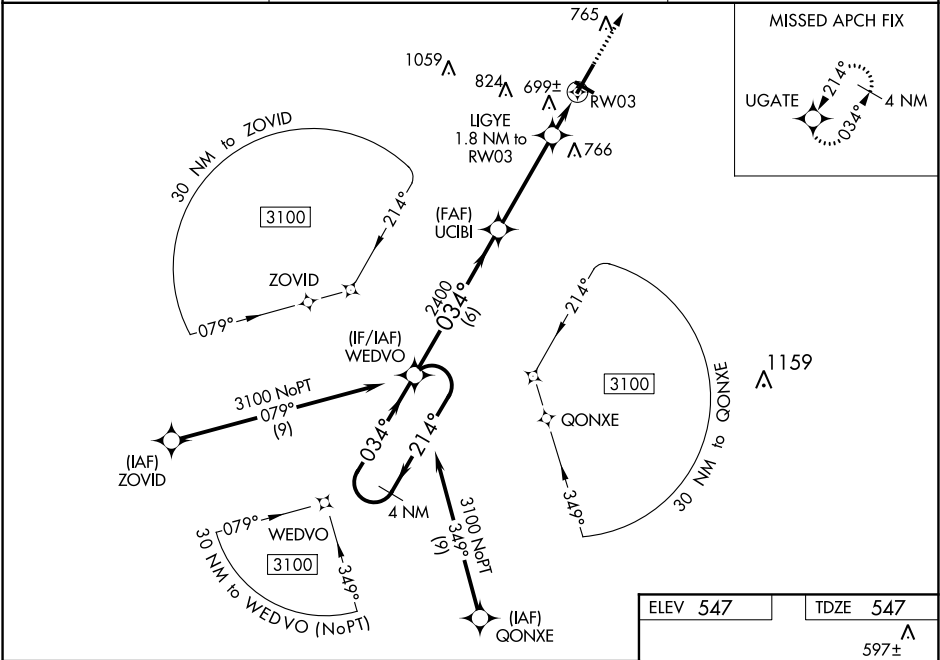 MISSED APCH FIX
UGATE
214°
034°
4 NM
765
1059
824
699±
RW03
LIGYE
1.8 NM to
RW03
766
30 NM to ZOVID
3100
214°
ZOVID
079°
(FAF)
UCIBI
2400
034°
(6)
(IF/IAF)
WEDVO
3100 NoPT
079°
(9)
(IAF)
ZOVID
034°
214°
4 NM
214°
3100
QONXE
349°
30 NM to QONXE
1159
079°
WEDVO
3100
349°
30 NM to WEDVO (NoPT)
3100 NoPT
349°
(9)
(IAF)
QONXE
ELEV 547
TDZE 547
597±